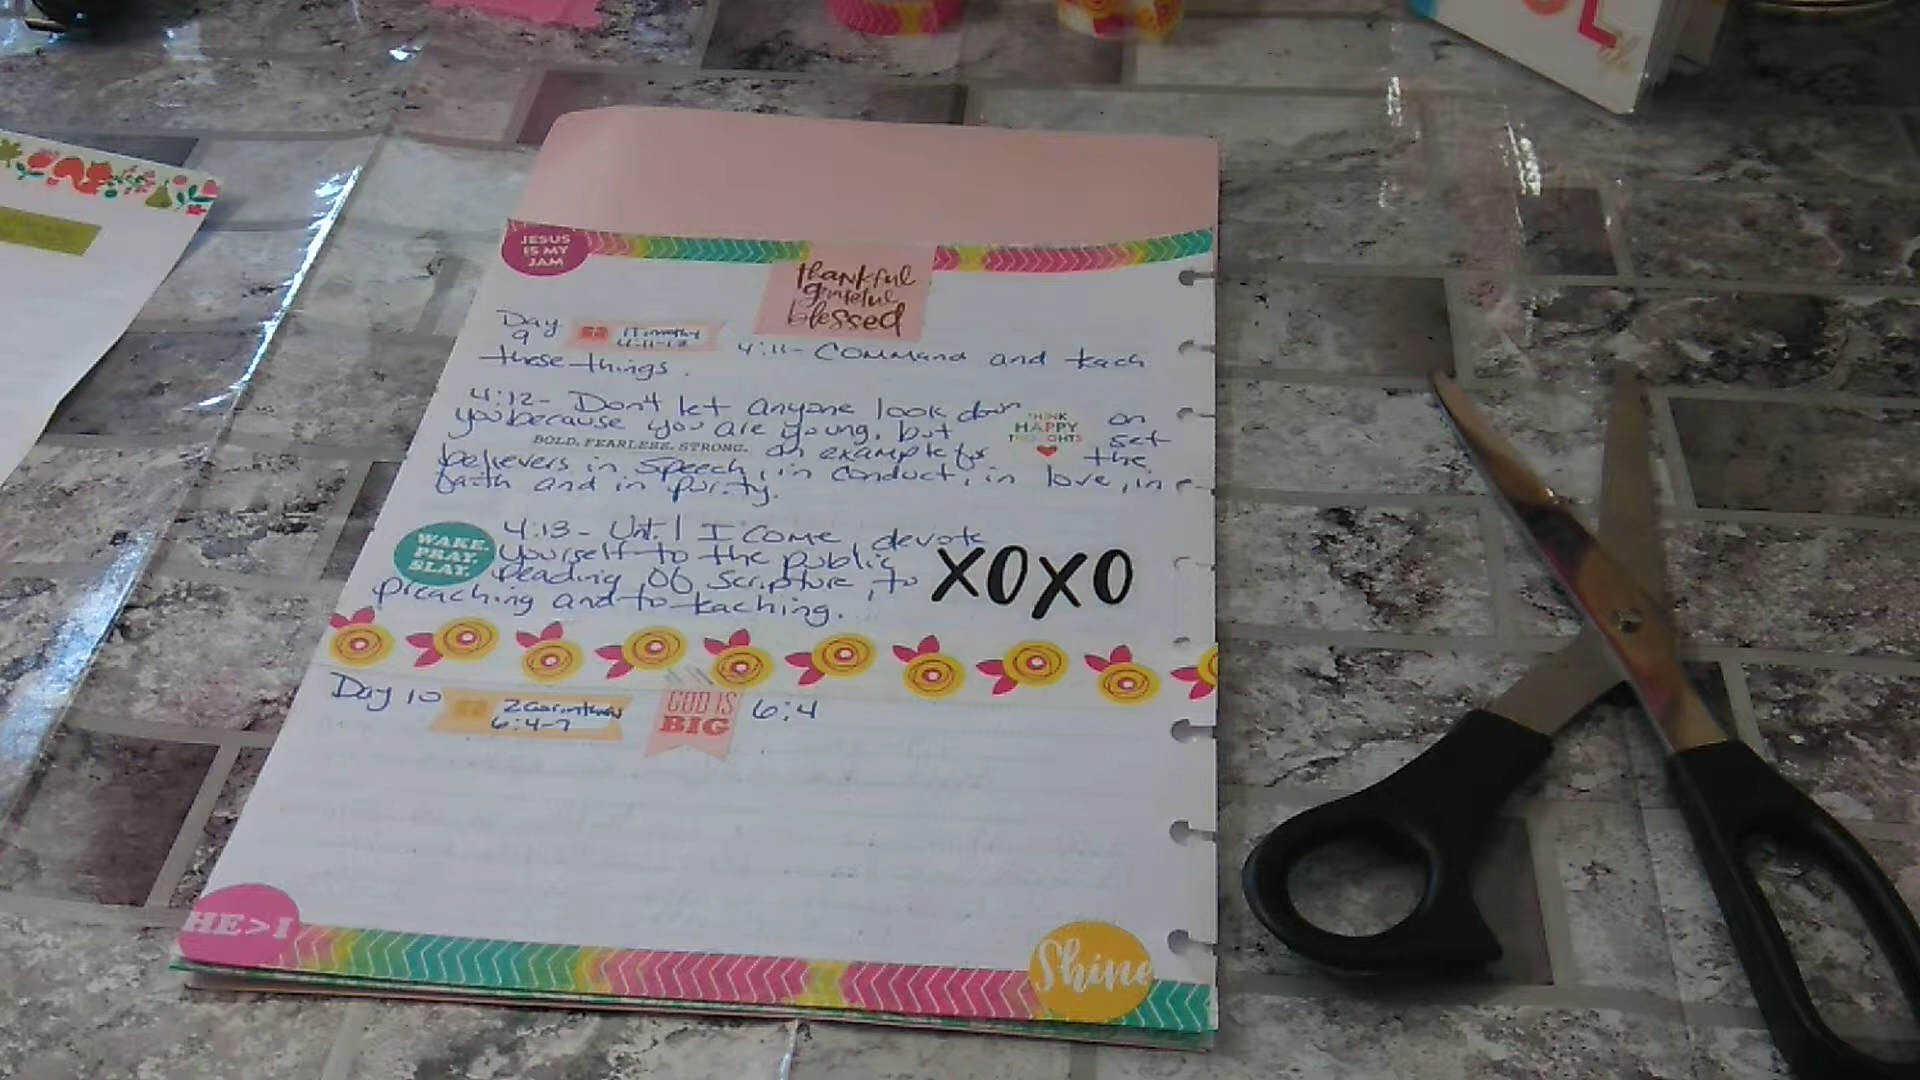 JESUS
IS MY
JAM
thankful
grateful
blessed
Day
9
1 Timothy
4:11-13
4:11- Command and teach
these things.
4:12- Don't let anyone look down on
you because you are young, but set
THINK
HAPPY
THOUGHTS
BOLD. FEARLESS. STRONG.
an example for the
believers in speech, in conduct, in love, in
faith and in purity.
WAKE.
PRAY.
SLAY.
4:13- Until I come devote
yourself to the public
Reading of Scripture, to
preaching and to teaching.
XOXO
Day 10
2 Corinthians
6:4-7
GOD IS
BIG
6:4
HE>I
Shine